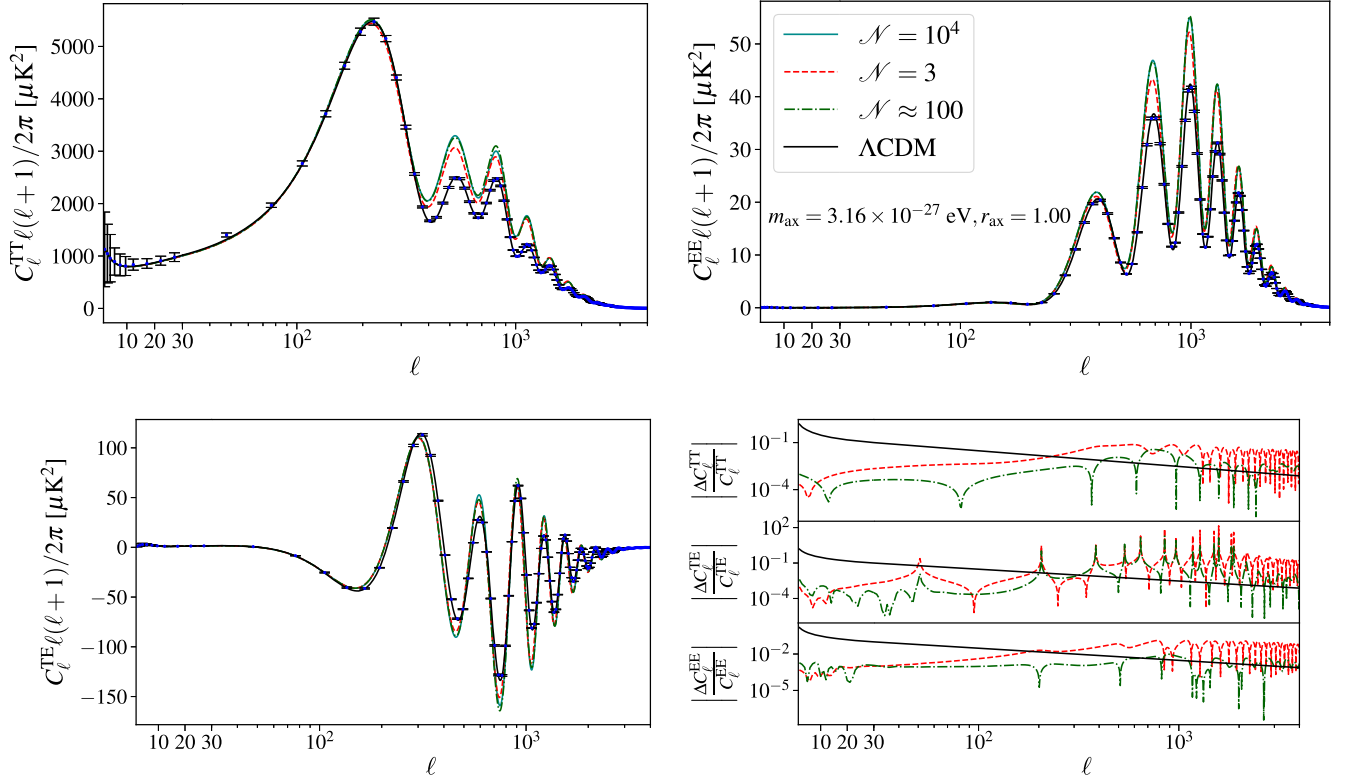 C_ℓ^TT ℓ(ℓ + 1)/2π [μK²]
5000
4000
3000
2000
1000
0
10 20 30 10² 10³
ℓ
C_ℓ^EE ℓ(ℓ + 1)/2π [μK²]
50
40
30
20
10
0
𝒩 = 10⁴
𝒩 = 3
𝒩 ≈ 100
ΛCDM
m_ax = 3.16 × 10⁻²⁷ eV, r_ax = 1.00
10 20 30 10² 10³
ℓ
C_ℓ^TE ℓ(ℓ + 1)/2π [μK²]
100
50
0
−50
−100
−150
10 20 30 10² 10³
ℓ
|ΔC_ℓ^TT / C_ℓ^TT|
10⁻¹
10⁻⁴
|ΔC_ℓ^TE / C_ℓ^TE|
10²
10⁻¹
10⁻⁴
|ΔC_ℓ^EE / C_ℓ^EE|
10⁻²
10⁻⁵
10 20 30 10² 10³
ℓ